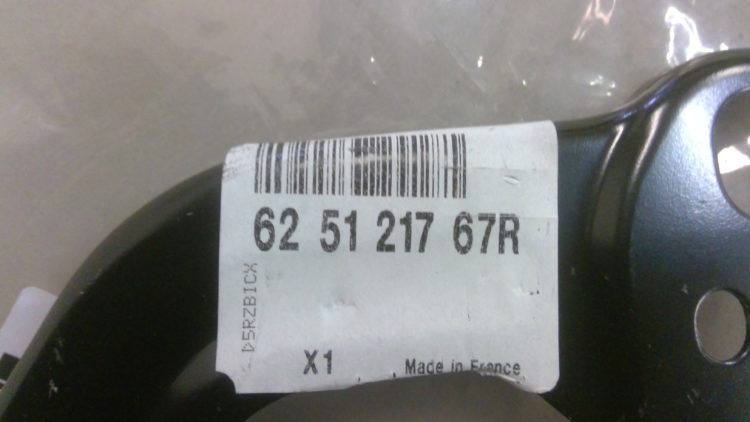 62 51 217 67R
D5RZBICX
X1
Made in France